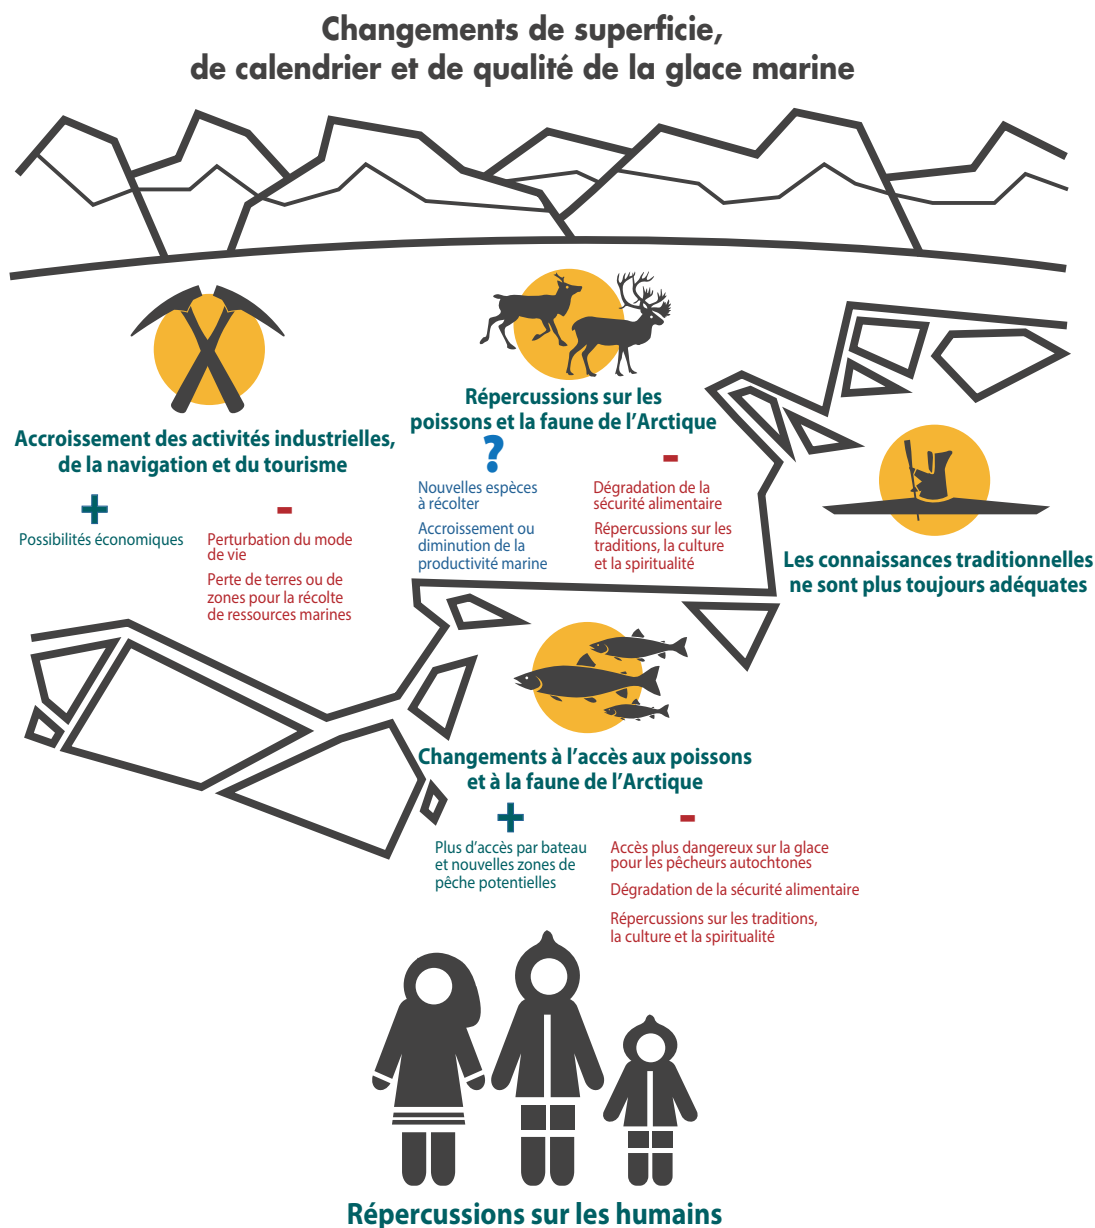 Changements de superficie,
de calendrier et de qualité de la glace marine
Accroissement des activités industrielles,
de la navigation et du tourisme
+
Possibilités économiques
-
Perturbation du mode
de vie
Perte de terres ou de
zones pour la récolte
de ressources marines
Répercussions sur les
poissons et la faune de l’Arctique
?
Nouvelles espèces
à récolter
Accroissement ou
diminution de la
productivité marine
-
Dégradation de la
sécurité alimentaire
Répercussions sur les
traditions, la culture
et la spiritualité
Les connaissances traditionnelles
ne sont plus toujours adéquates
Changements à l’accès aux poissons
et à la faune de l’Arctique
+
Plus d’accès par bateau
et nouvelles zones de
pêche potentielles
-
Accès plus dangereux sur la glace
pour les pêcheurs autochtones
Dégradation de la sécurité alimentaire
Répercussions sur les traditions,
la culture et la spiritualité
Répercussions sur les humains